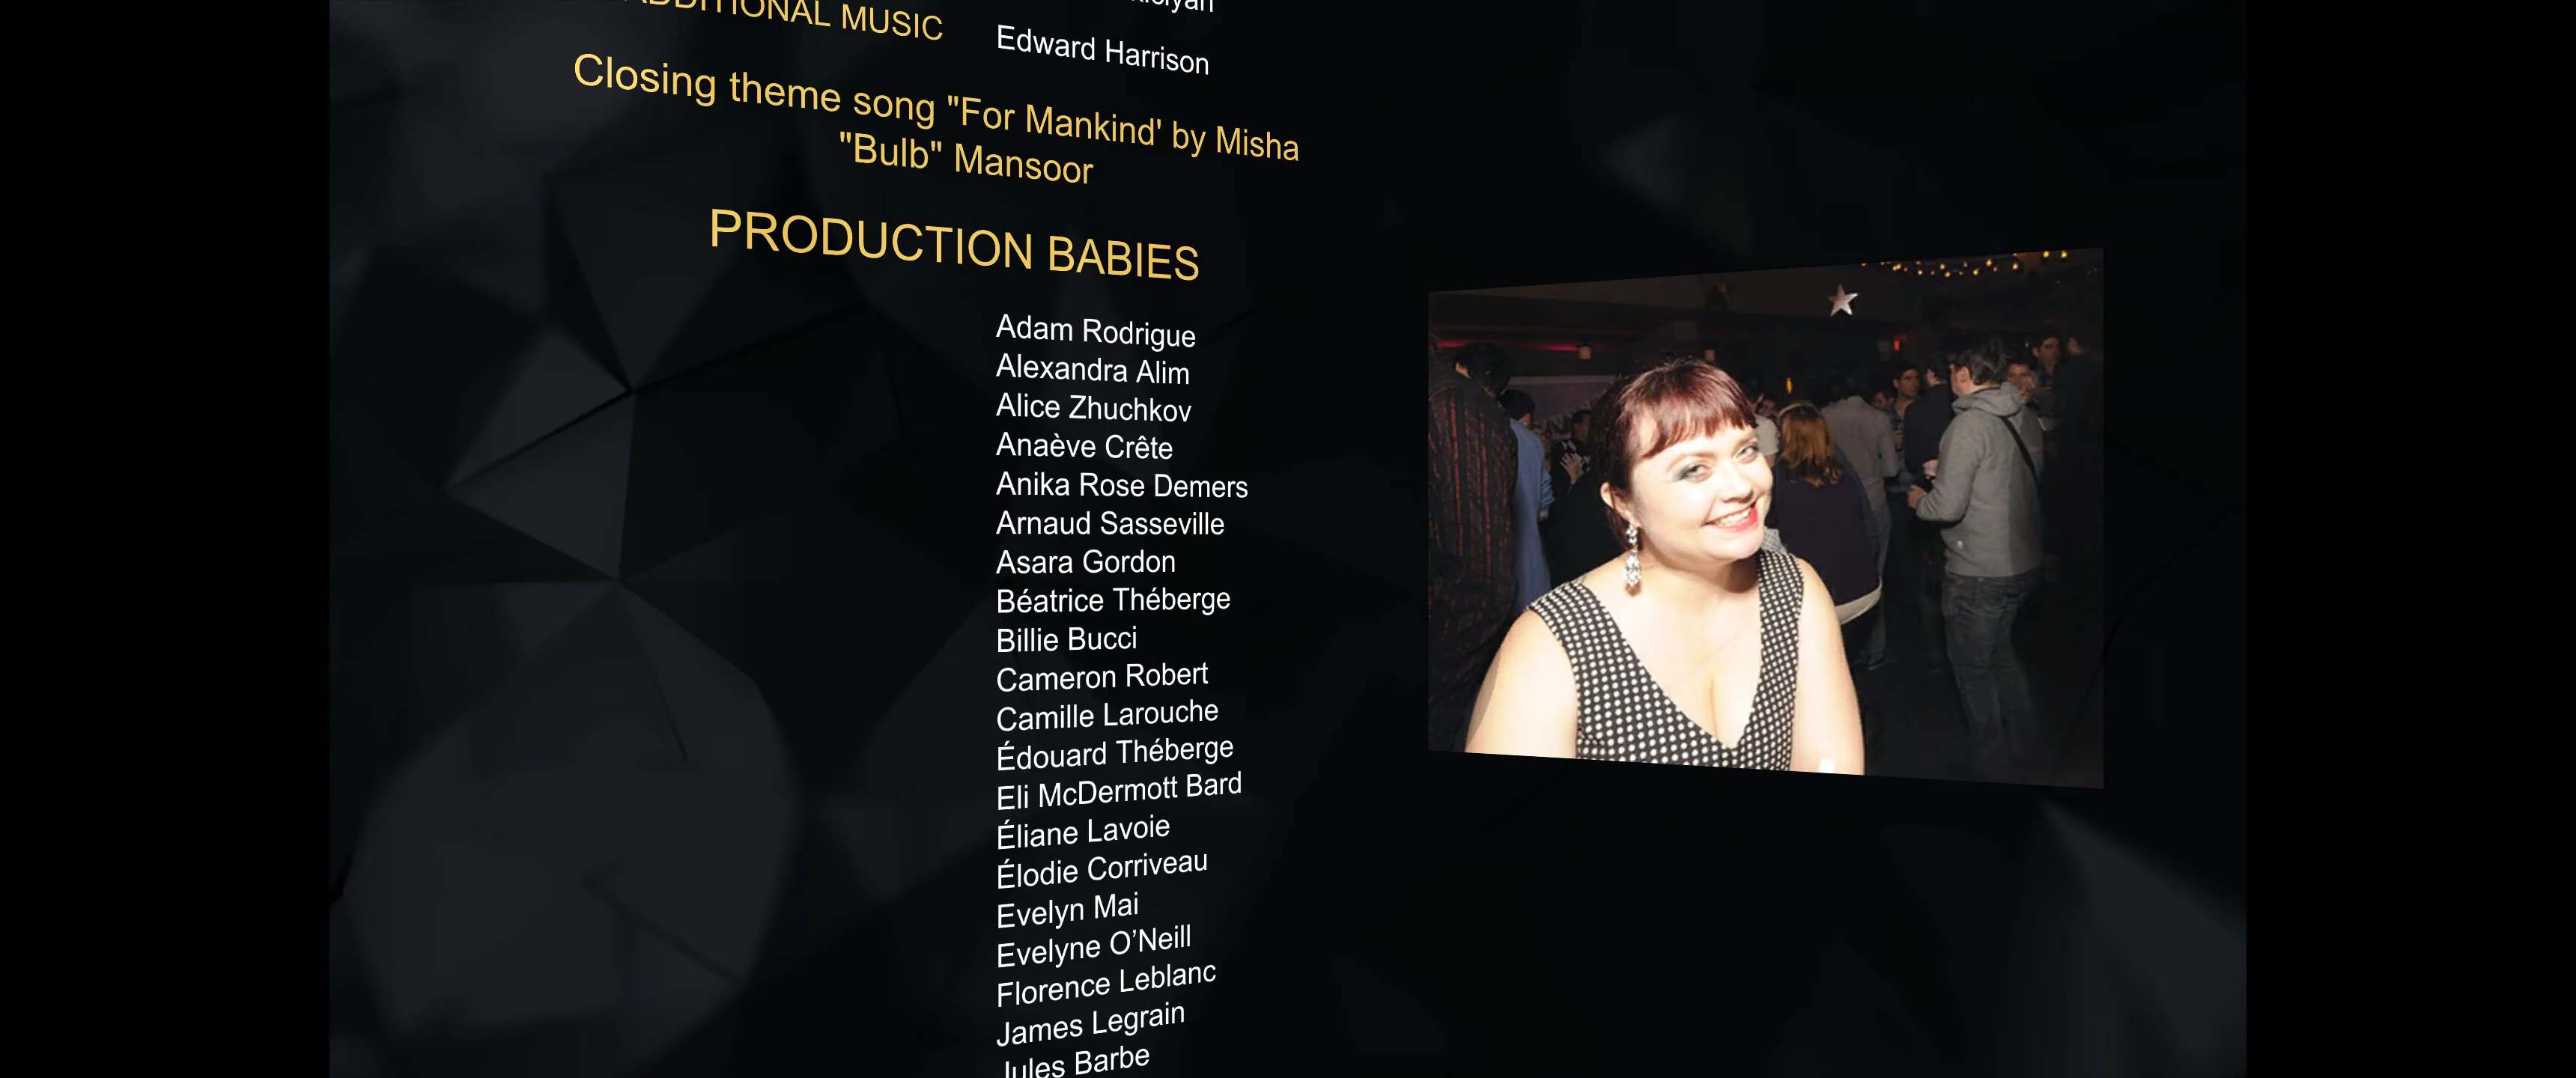 ADDITIONAL MUSIC
Edward Harrison
Closing theme song "For Mankind' by Misha
"Bulb" Mansoor
PRODUCTION BABIES
Adam Rodrigue
Alexandra Alim
Alice Zhuchkov
Anaève Crête
Anika Rose Demers
Arnaud Sasseville
Asara Gordon
Béatrice Théberge
Billie Bucci
Cameron Robert
Camille Larouche
Édouard Théberge
Eli McDermott Bard
Éliane Lavoie
Élodie Corriveau
Evelyn Mai
Evelyne O’Neill
Florence Leblanc
James Legrain
Jules Barbe